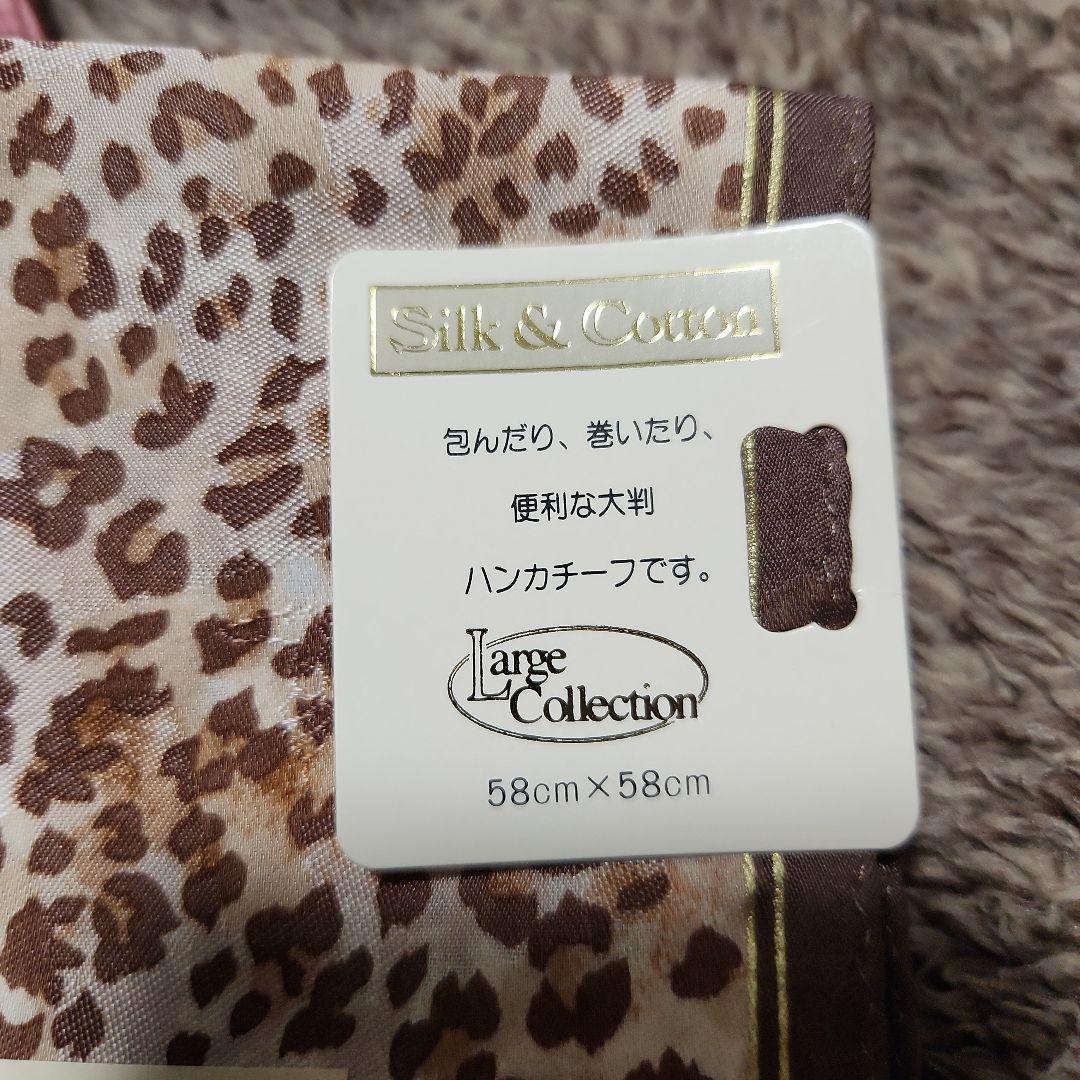 Silk & Cotton
包んだり、巻いたり、
便利な大判
ハンカチーフです。
Large
Collection
58cm×58cm